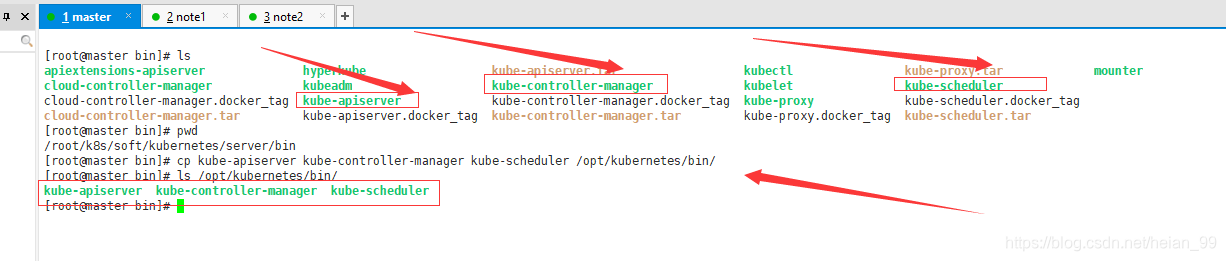 1 master × 2 note1 × 3 note2 × +
[root@master bin]# ls
apiextensions-apiserver hyperkube kube-apiserver.tar kubectl kube-proxy.tar mounter
cloud-controller-manager kubeadm kube-controller-manager kubelet kube-scheduler
cloud-controller-manager.docker_tag kube-apiserver kube-controller-manager.docker_tag kube-proxy kube-scheduler.docker_tag
cloud-controller-manager.tar kube-apiserver.docker_tag kube-controller-manager.tar kube-proxy.docker_tag kube-scheduler.tar
[root@master bin]# pwd
/root/k8s/soft/kubernetes/server/bin
[root@master bin]# cp kube-apiserver kube-controller-manager kube-scheduler /opt/kubernetes/bin/
[root@master bin]# ls /opt/kubernetes/bin/
kube-apiserver kube-controller-manager kube-scheduler
[root@master bin]#
https://blog.csdn.net/heian_99